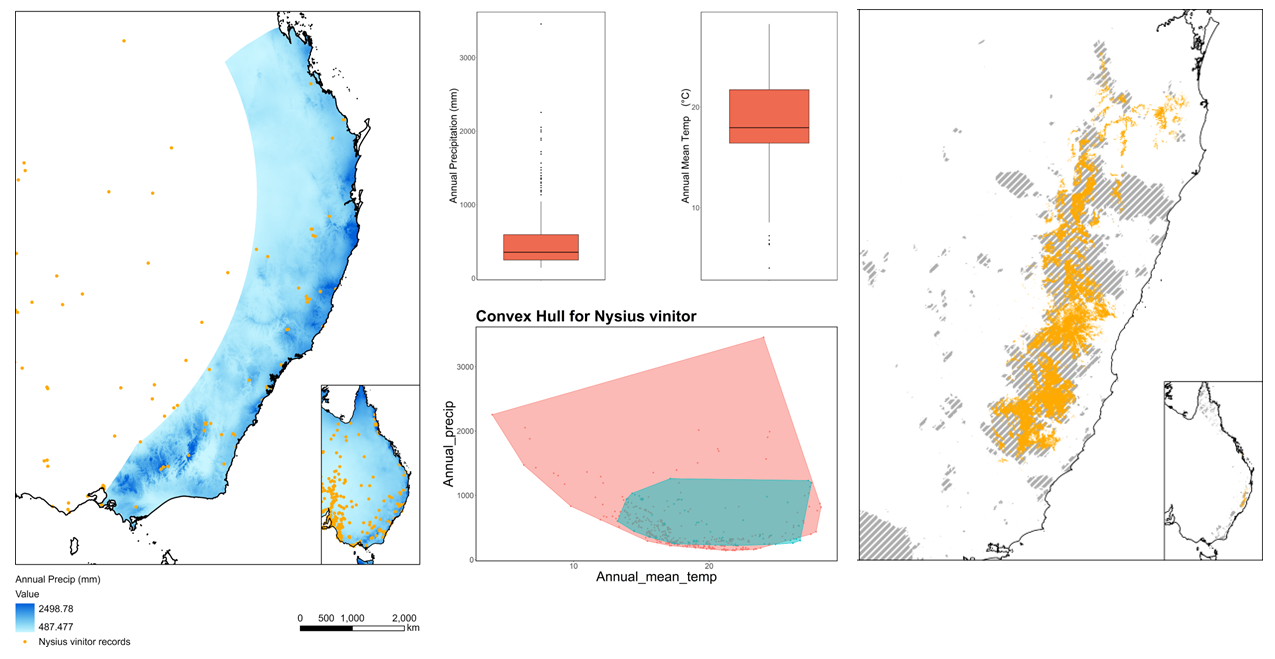 Annual Precip (mm)
Value
2498.78
487.477
Nysius vinitor records
0 500 1,000 2,000
km
Annual Precipitation (mm)
3000
2000
1000
0
Annual Mean Temp (°C)
20
10
Convex Hull for Nysius vinitor
Annual_precip
3000
2000
1000
0
10 20
Annual_mean_temp